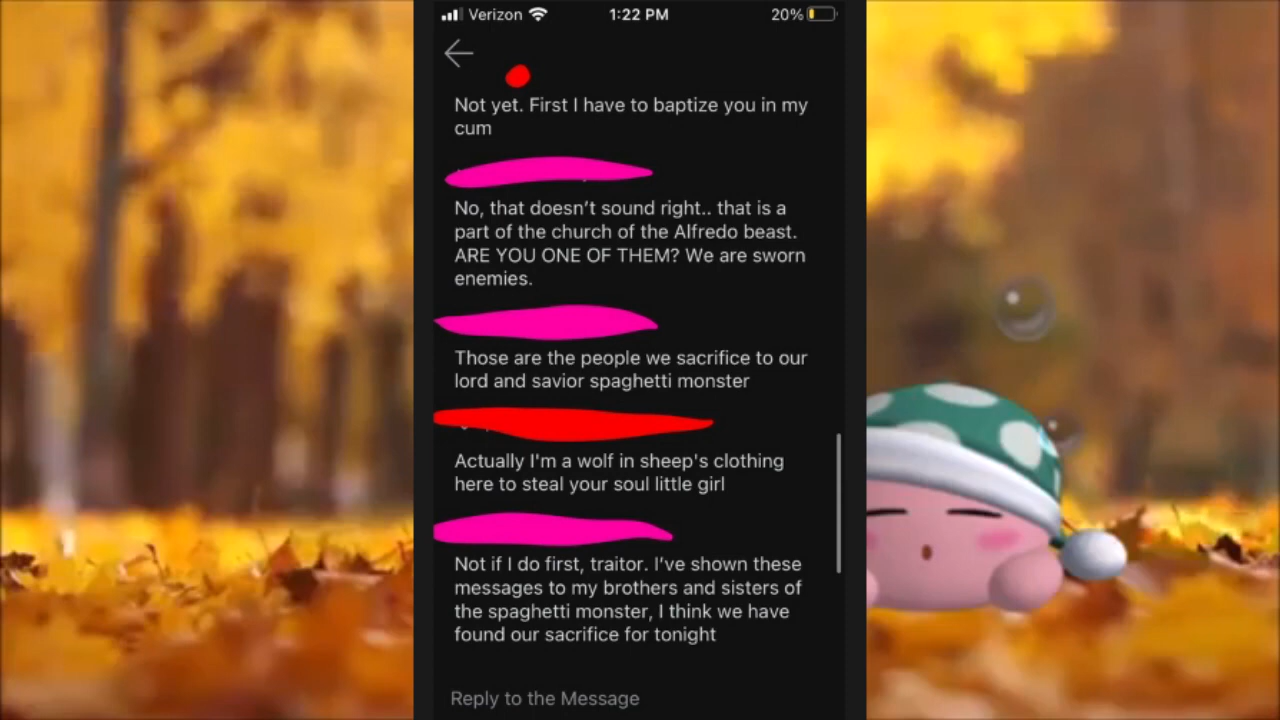 Verizon 1:22 PM 20%
Not yet. First I have to baptize you in my
cum
No, that doesn't sound right.. that is a
part of the church of the Alfredo beast.
ARE YOU ONE OF THEM? We are sworn
enemies.
Those are the people we sacrifice to our
lord and savior spaghetti monster
Actually I'm a wolf in sheep's clothing
here to steal your soul little girl
Not if I do first, traitor. I've shown these
messages to my brothers and sisters of
the spaghetti monster, I think we have
found our sacrifice for tonight
Reply to the Message